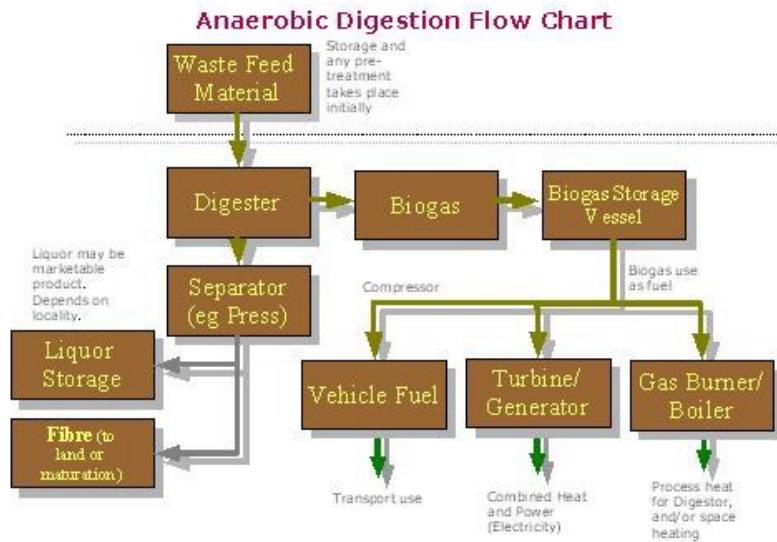 Anaerobic Digestion Flow Chart
Waste Feed
Material
Storage and
any pre-
treatment
takes place
initially
Digester
Biogas
Biogas Storage
Vessel
Liquor may be
marketable
product.
Depends on
locality.
Separator
(eg Press)
Compressor
Biogas use
as fuel
Liquor
Storage
Vehicle Fuel
Turbine/
Generator
Gas Burner/
Boiler
Fibre (to
land or
maturation)
Transport use
Combined Heat
and Power
(Electricity)
Process heat
for Digestor,
and/or space
heating